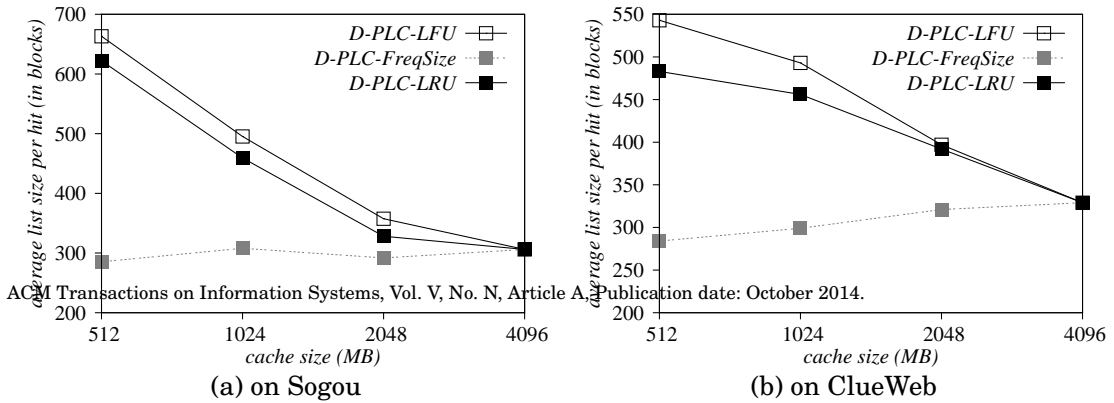 700
600
500
400
300
200
average list size per hit (in blocks)
D-PLC-LFU
D-PLC-FreqSize
D-PLC-LRU
512
1024
2048
4096
cache size (MB)
(a) on Sogou
550
500
450
400
350
300
250
200
average list size per hit (in blocks)
D-PLC-LFU
D-PLC-FreqSize
D-PLC-LRU
512
1024
2048
4096
cache size (MB)
(b) on ClueWeb
ACM Transactions on Information Systems, Vol. V, No. N, Article A, Publication date: October 2014.